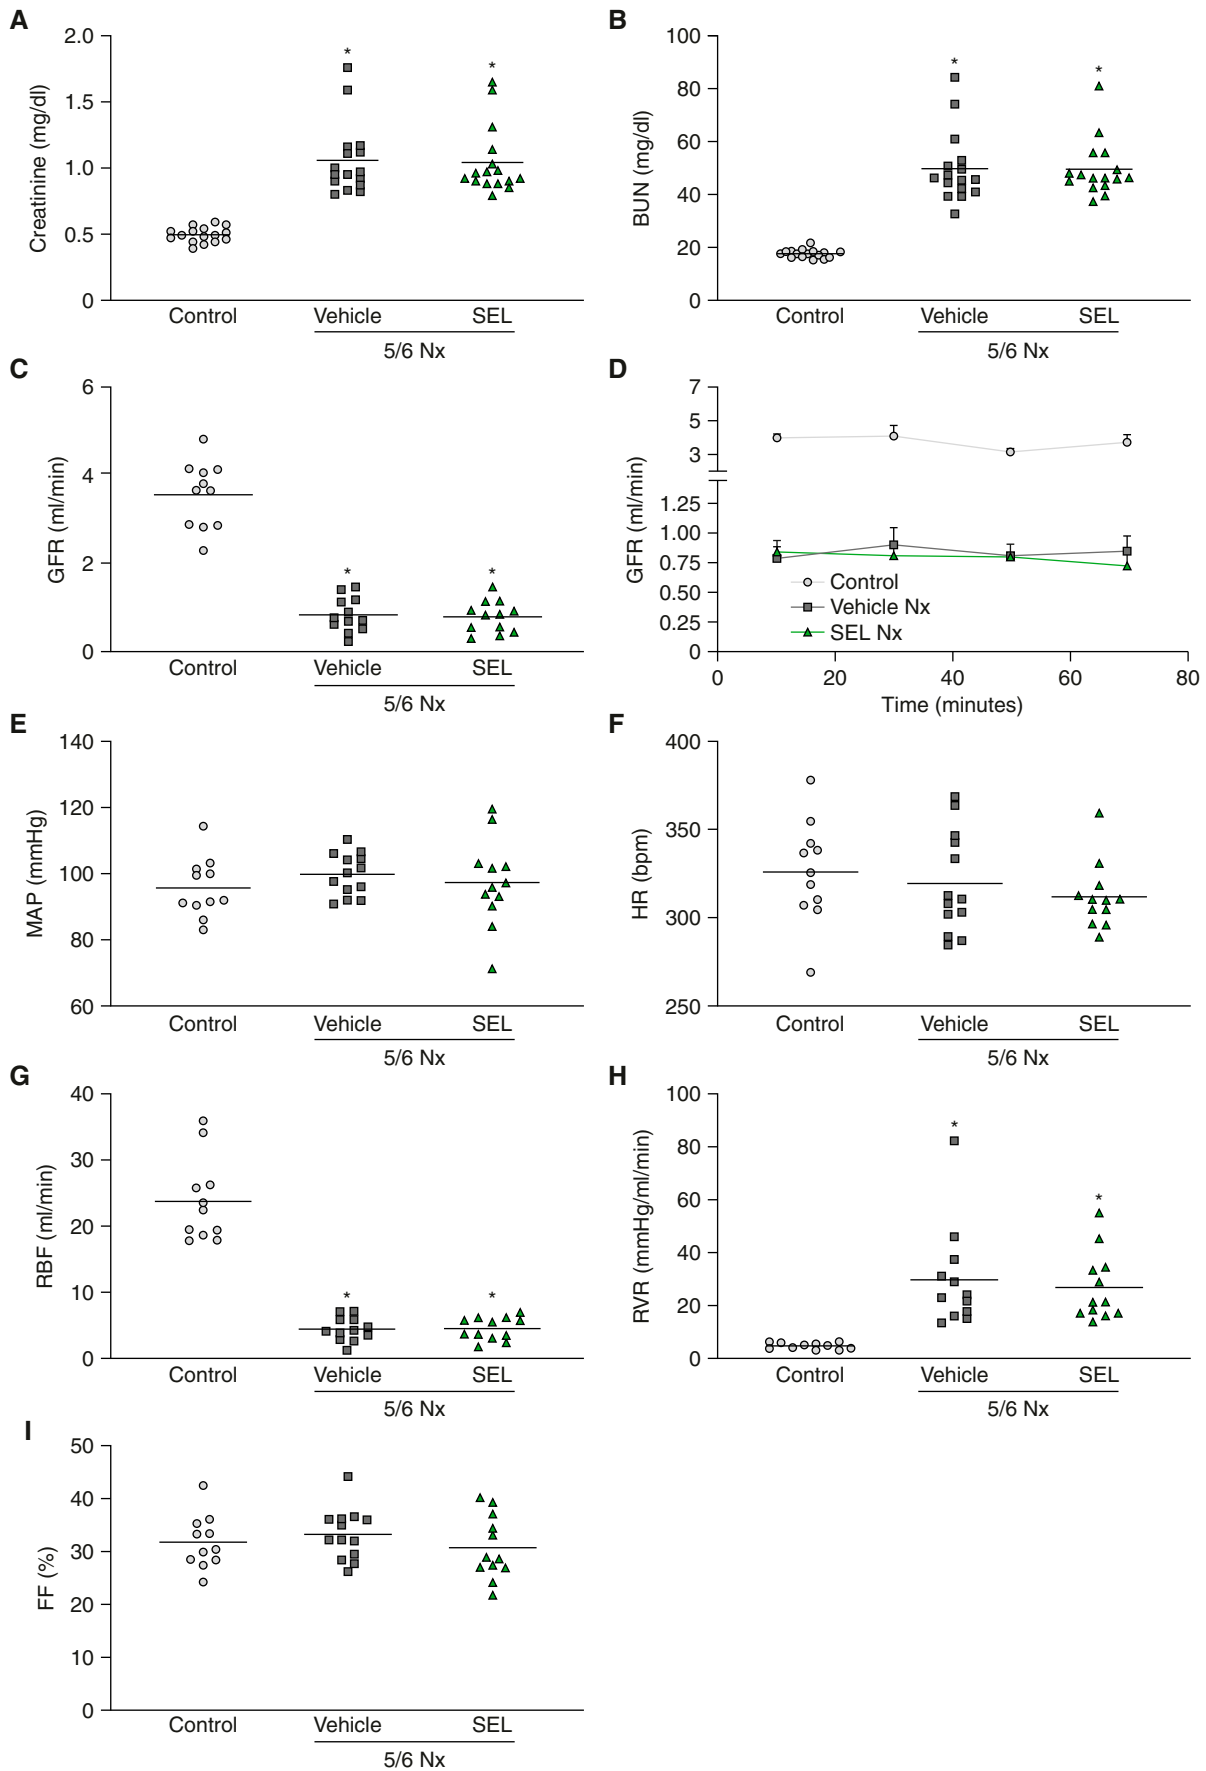 A
Creatinine (mg/dl)
2.0
1.5
1.0
0.5
0
*
*
Control
Vehicle
SEL
5/6 Nx
B
BUN (mg/dl)
100
80
60
40
20
0
*
*
Control
Vehicle
SEL
5/6 Nx
C
GFR (ml/min)
6
4
2
0
*
*
Control
Vehicle
SEL
5/6 Nx
D
GFR (ml/min)
7
5
3
1.25
1.00
0.75
0.50
0.25
0
Control
Vehicle Nx
SEL Nx
0
20
40
60
80
Time (minutes)
E
MAP (mmHg)
140
120
100
80
60
Control
Vehicle
SEL
5/6 Nx
F
HR (bpm)
400
350
300
250
Control
Vehicle
SEL
5/6 Nx
G
RBF (ml/min)
40
30
20
10
0
*
*
Control
Vehicle
SEL
5/6 Nx
H
RVR (mmHg/ml/min)
100
80
60
40
20
0
*
*
Control
Vehicle
SEL
5/6 Nx
I
FF (%)
50
40
30
20
10
0
Control
Vehicle
SEL
5/6 Nx